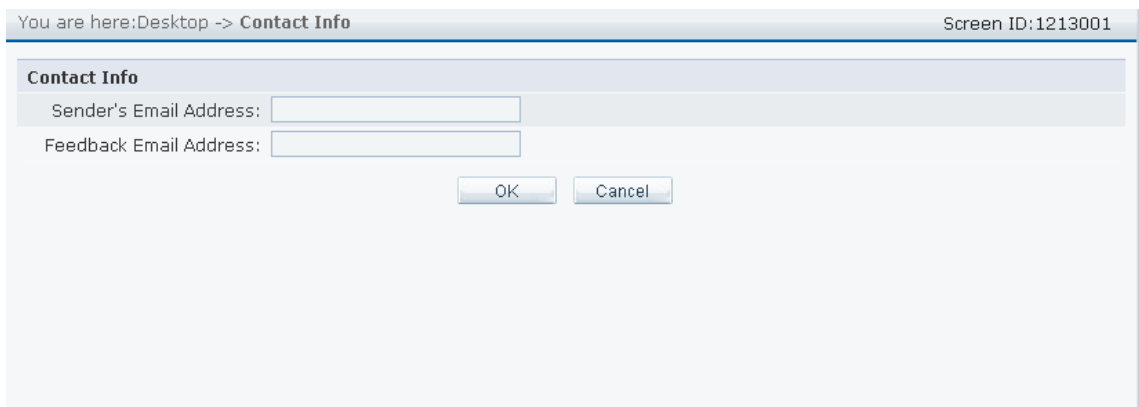 You are here:Desktop -> Contact Info Screen ID:1213001
Contact Info
Sender's Email Address:
Feedback Email Address:
OK Cancel